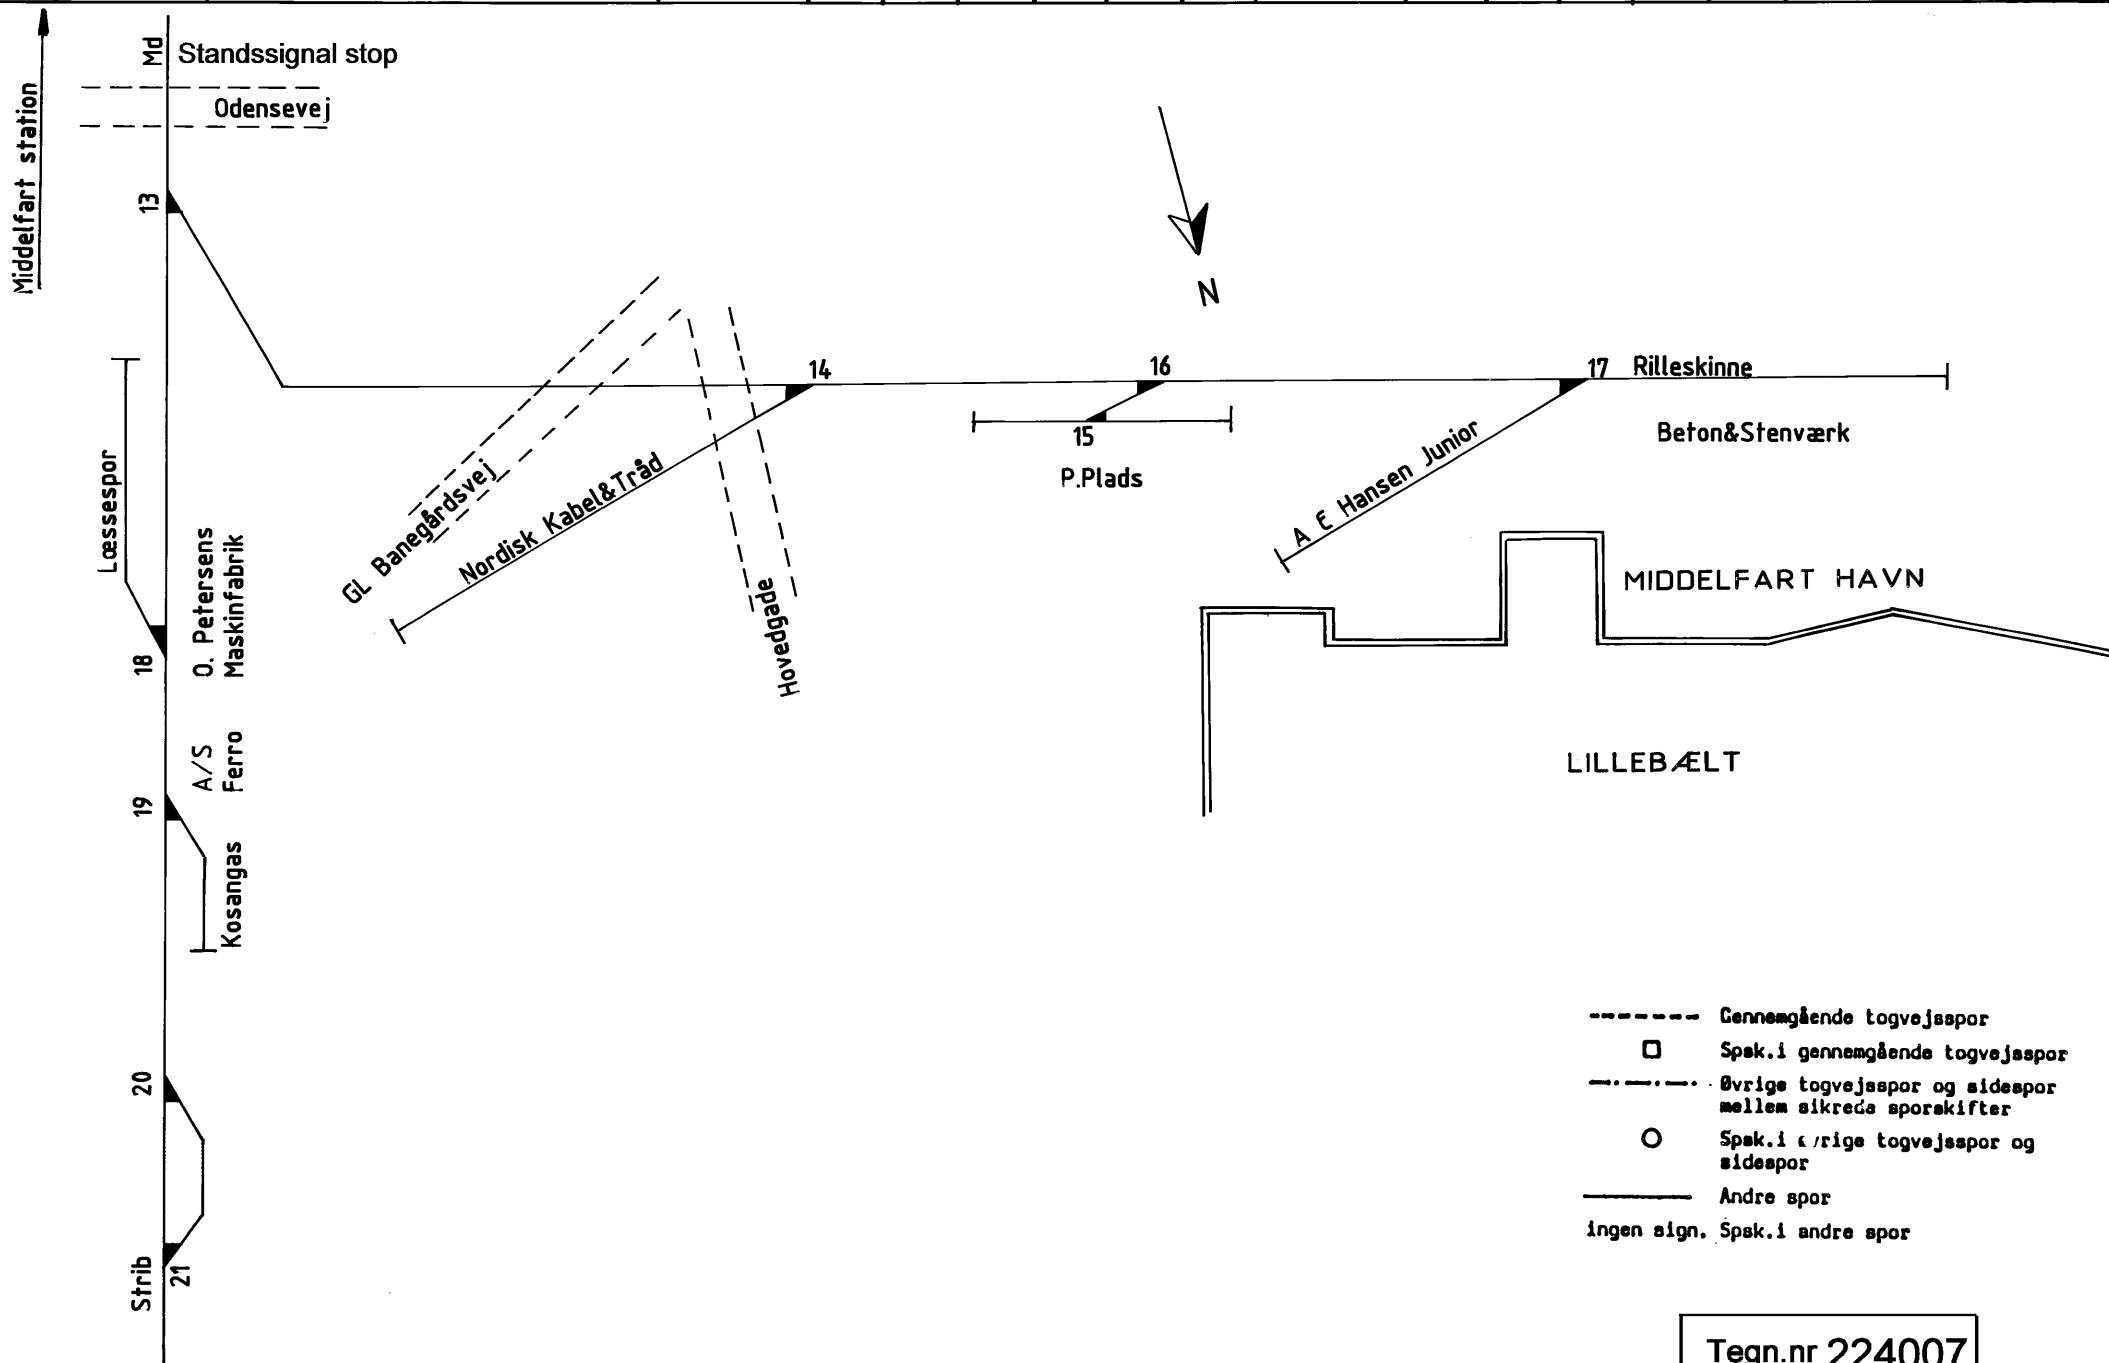 Md
Standssignal stop
Odensevej
Middelfart station
13
N
14
16
17
Rilleskinne
15
P.Plads
Beton&Stenværk
A E Hansen Junior
GL Banegårdsvej
Nordisk Kabel&Tråd
Hovedgade
Læssespor
18
O. Petersens
Maskinfabrik
MIDDELFART HAVN
LILLEBÆLT
A/S
Ferro
19
Kosangas
20
Strib
21
Gennemgående togvejsspor
Spsk.i gennemgående togvejsspor
Øvrige togvejsspor og sidespor
mellem sikrede sporskifter
Spsk.i togvejsspor og
sidespor
Andre spor
ingen sign. Spsk.i andre spor
Tegn.nr 224007